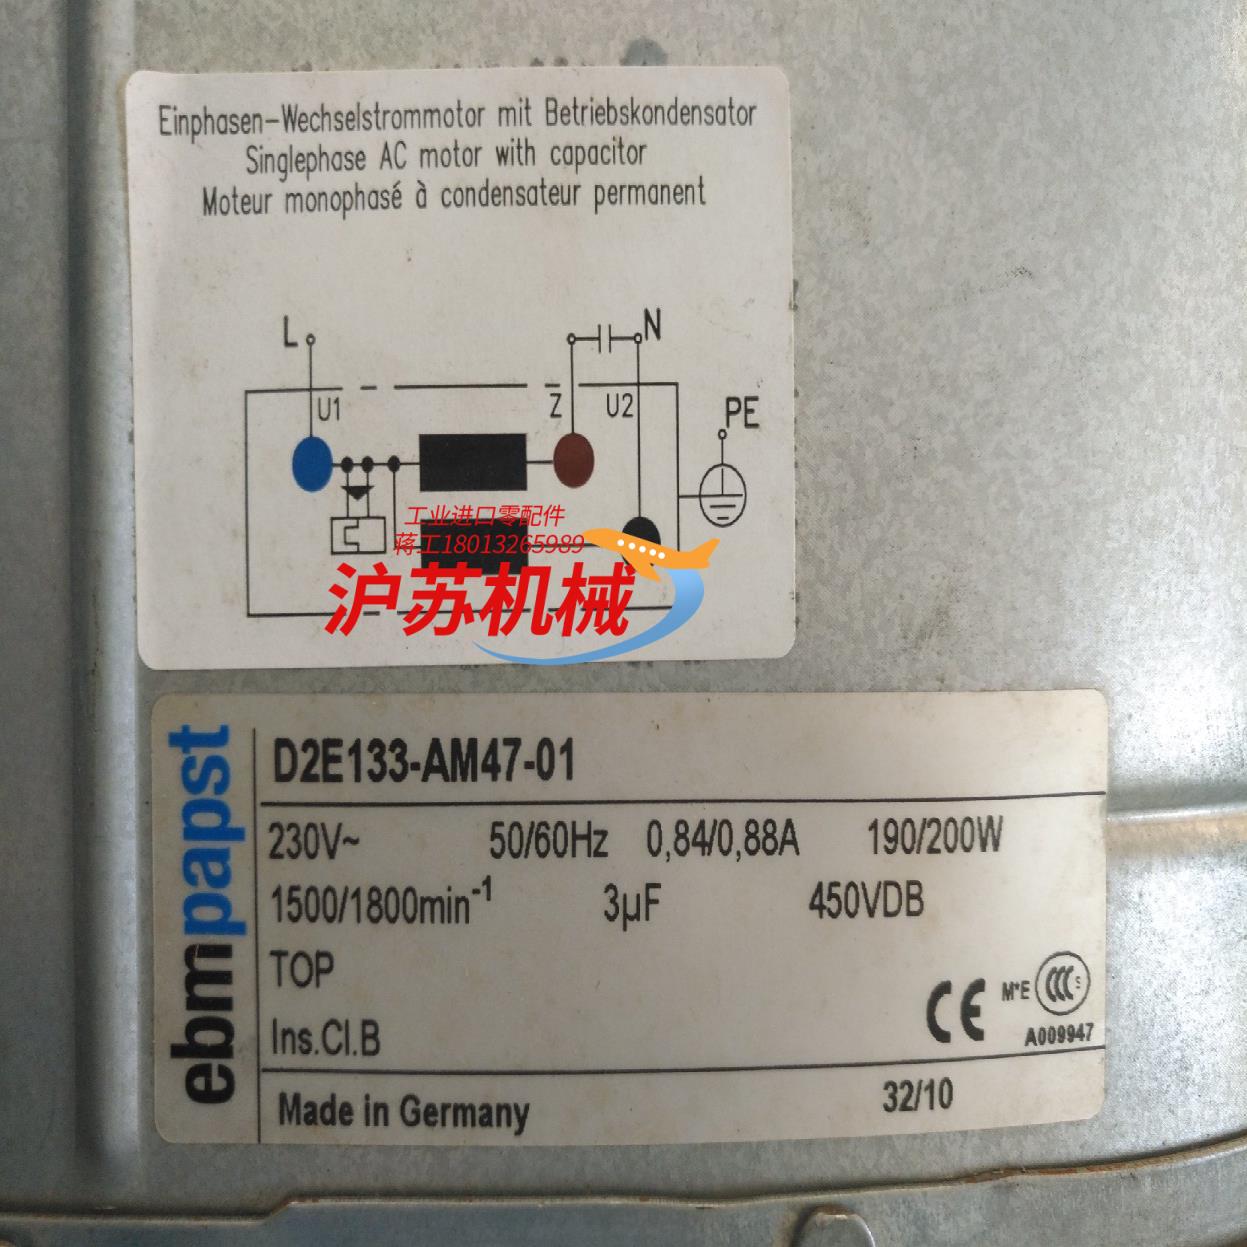 Einphasen-Wechselstrommotor mit Betriebskondensator
Singlephase AC motor with capacitor
Moteur monophasé à condensateur permanent
L
N
U1
Z
U2
PE
工业进口零配件
蒋工18013265989
沪苏机械
ebmpapst
D2E133-AM47-01
230V~ 50/60Hz 0,84/0,88A 190/200W
1500/1800min-1 3µF 450VDB
TOP
Ins.Cl.B
CE M*E CCC S
A009947
Made in Germany 32/10